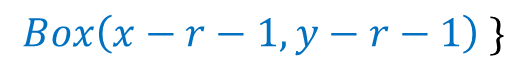 Box(x − r − 1, y − r − 1) }